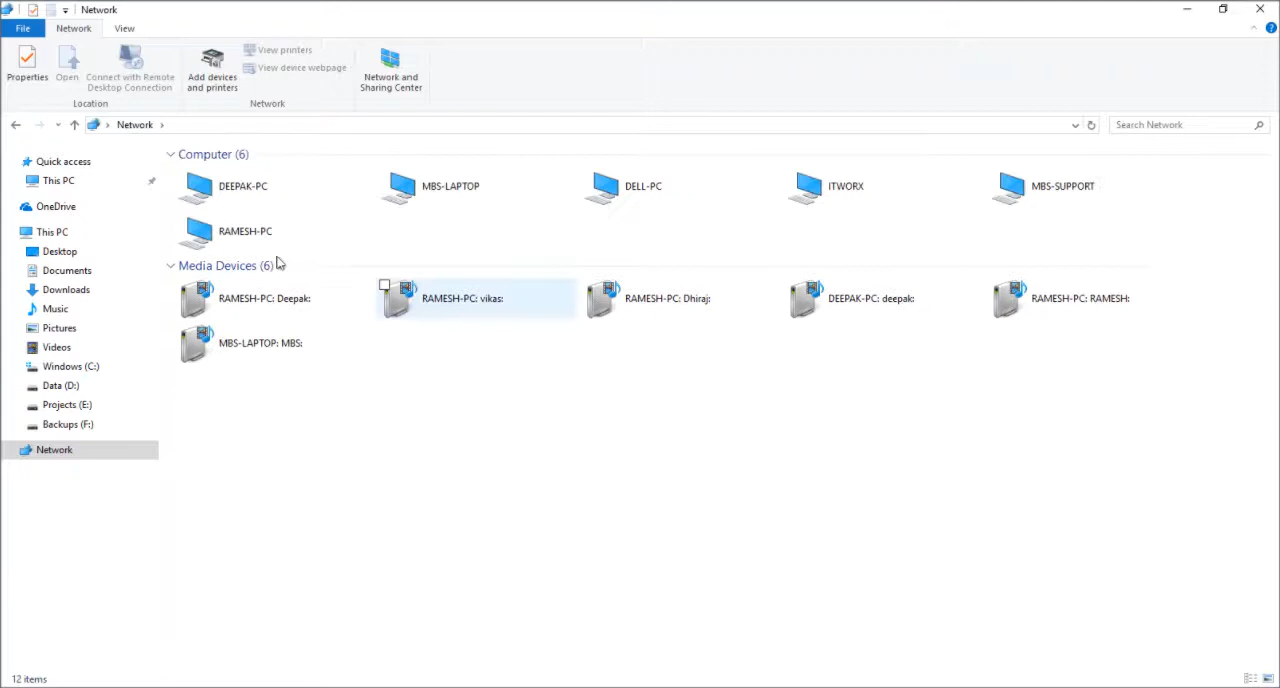 Network
File Network View
Properties Open Connect with Remote Desktop Connection Add devices and printers View printers View device webpage Network and Sharing Center
Location Network
Network
Search Network
Quick access
This PC
OneDrive
This PC
Desktop
Documents
Downloads
Music
Pictures
Videos
Windows (C:)
Data (D:)
Projects (E:)
Backups (F:)
Network
Computer (6)
DEEPAK-PC MBS-LAPTOP DELL-PC ITWORX MBS-SUPPORT
RAMESH-PC
Media Devices (6)
RAMESH-PC: Deepak: RAMESH-PC: vikas: RAMESH-PC: Dhiraj: DEEPAK-PC: deepak: RAMESH-PC: RAMESH:
MBS-LAPTOP: MBS:
12 items